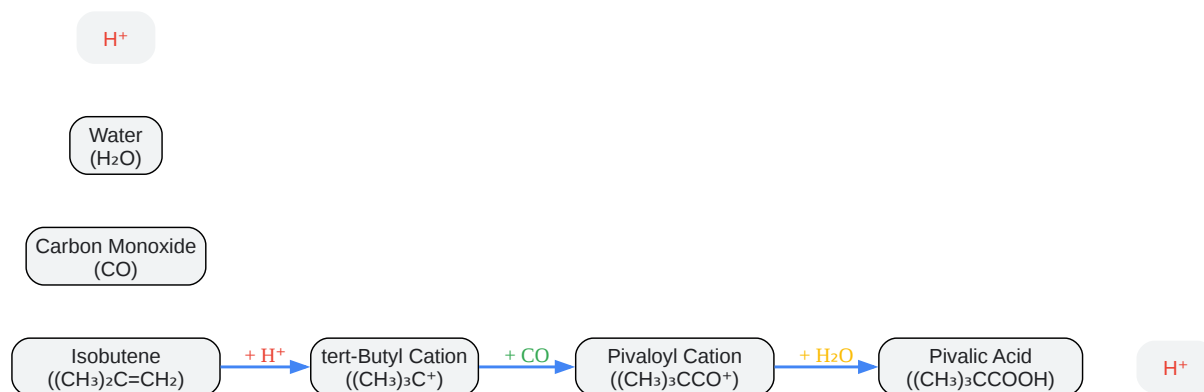 H⁺
Water
(H₂O)
Carbon Monoxide
(CO)
Isobutene
((CH₃)₂C=CH₂)
+ H⁺
tert-Butyl Cation
((CH₃)₃C⁺)
+ CO
Pivaloyl Cation
((CH₃)₃CCO⁺)
+ H₂O
Pivalic Acid
((CH₃)₃CCOOH)
H⁺